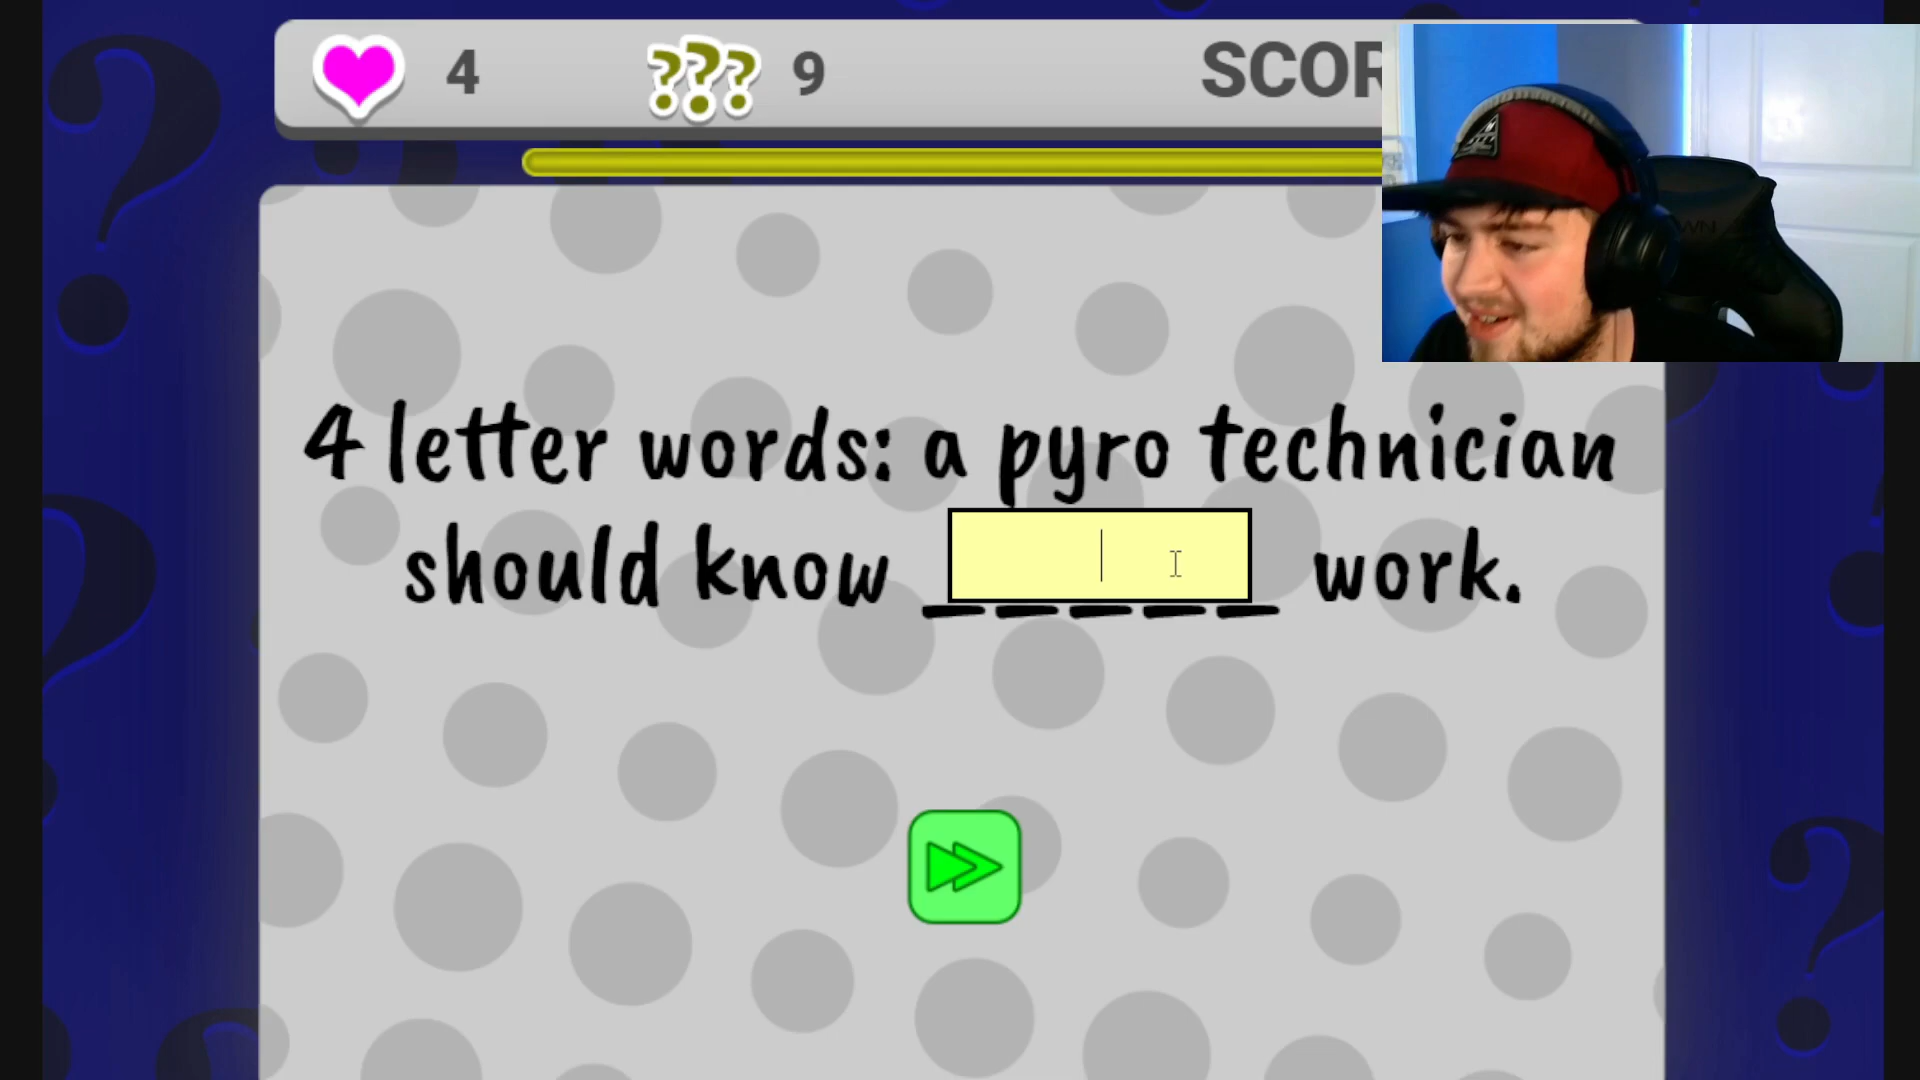 4
??? 9
SCOR
4 letter words: a pyro technician
should know _ _ _ _ _ work.